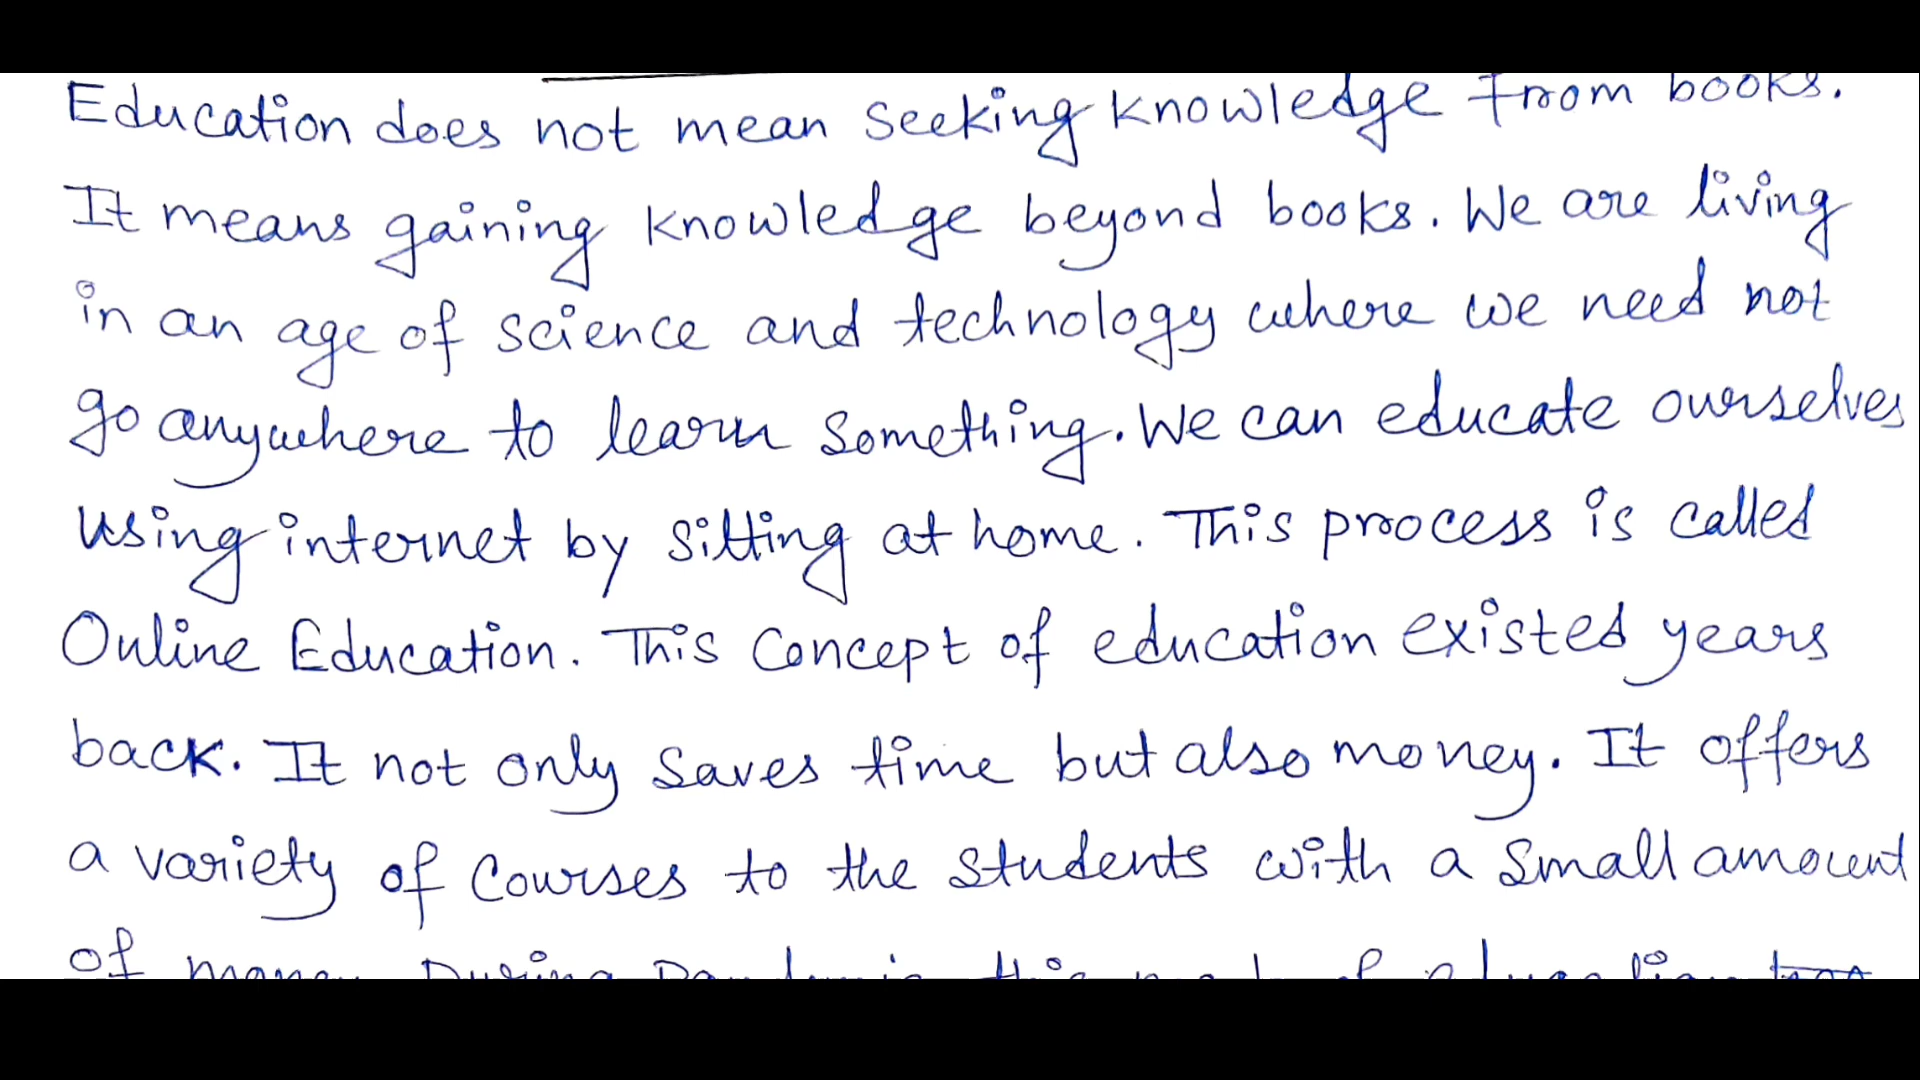 Education does not mean seeking knowledge from books.
It means gaining knowledge beyond books. We are living
in an age of science and technology where we need not
go anywhere to learn something. We can educate ourselves
using internet by sitting at home. This process is called
Online Education. This concept of education existed years
back. It not only saves time but also money. It offers
a variety of courses to the students with a small amount
of